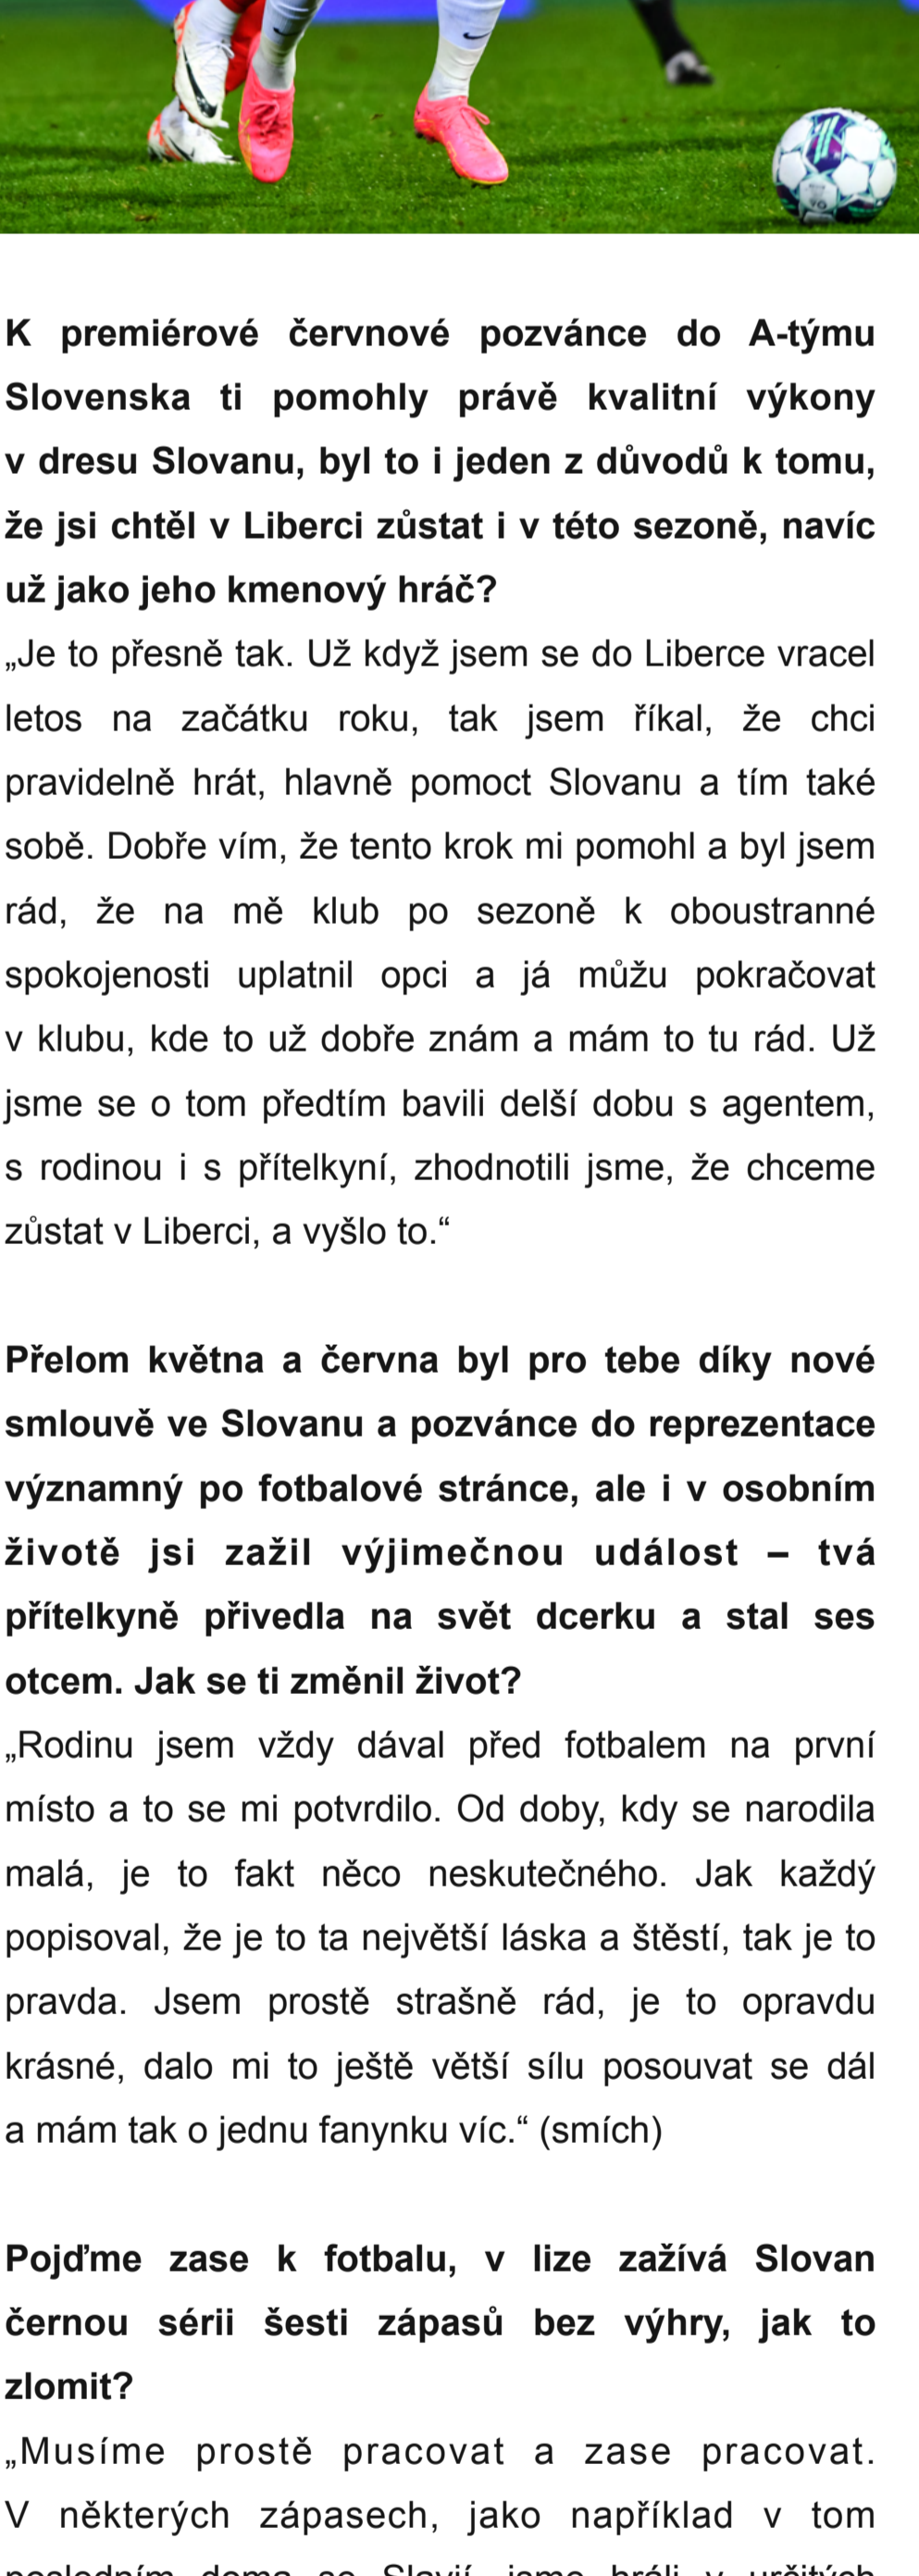 K premiérové červnové pozvánce do A-týmu
Slovenska ti pomohly právě kvalitní výkony
v dresu Slovanu, byl to i jeden z důvodů k tomu,
že jsi chtěl v Liberci zůstat i v této sezoně, navíc
už jako jeho kmenový hráč?
„Je to přesně tak. Už když jsem se do Liberce vracel
letos na začátku roku, tak jsem říkal, že chci
pravidelně hrát, hlavně pomoct Slovanu a tím také
sobě. Dobře vím, že tento krok mi pomohl a byl jsem
rád, že na mě klub po sezoně k oboustranné
spokojenosti uplatnil opci a já můžu pokračovat
v klubu, kde to už dobře znám a mám to tu rád. Už
jsme se o tom předtím bavili delší dobu s agentem,
s rodinou i s přítelkyní, zhodnotili jsme, že chceme
zůstat v Liberci, a vyšlo to.“
Přelom května a června byl pro tebe díky nové
smlouvě ve Slovanu a pozvánce do reprezentace
významný po fotbalové stránce, ale i v osobním
životě jsi zažil výjimečnou událost – tvá
přítelkyně přivedla na svět dcerku a stal ses
otcem. Jak se ti změnil život?
„Rodinu jsem vždy dával před fotbalem na první
místo a to se mi potvrdilo. Od doby, kdy se narodila
malá, je to fakt něco neskutečného. Jak každý
popisoval, že je to ta největší láska a štěstí, tak je to
pravda. Jsem prostě strašně rád, je to opravdu
krásné, dalo mi to ještě větší sílu posouvat se dál
a mám tak o jednu fanynku víc.“ (smích)
Pojďme zase k fotbalu, v lize zažívá Slovan
černou sérii šesti zápasů bez výhry, jak to
zlomit?
„Musíme prostě pracovat a zase pracovat.
V některých zápasech, jako například v tom
posledním doma se Slavií, jsme hráli v určitých